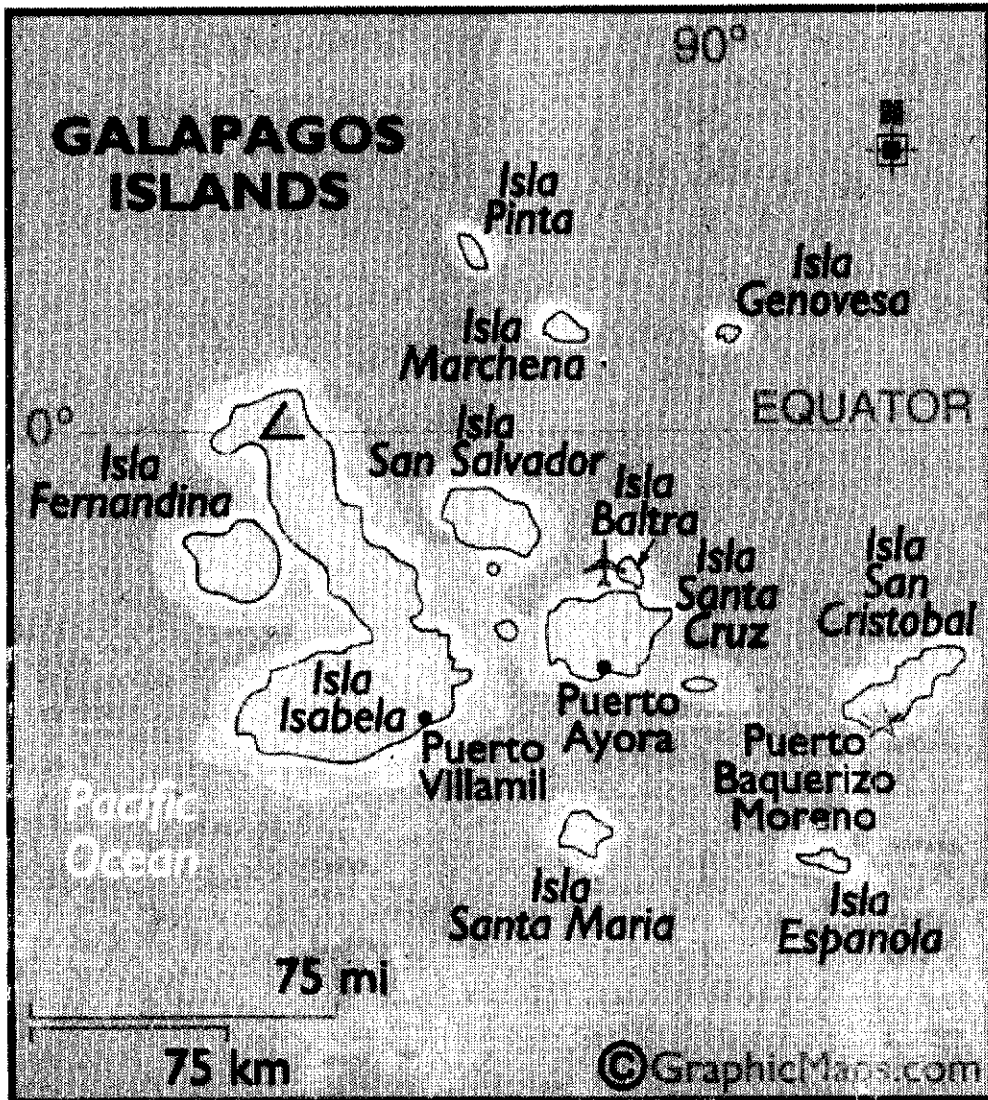 90°
N
GALAPAGOS
ISLANDS
Isla
Pinta
Isla
Genovesa
Isla
Marchena
EQUATOR
0°
Isla
San Salvador
Isla
Fernandina
Isla
Baltra
Isla
Santa
Cruz
Isla
San
Cristobal
Isla
Isabela
Puerto
Villamil
Puerto
Ayora
Puerto
Baquerizo
Moreno
Pacific
Ocean
Isla
Santa Maria
Isla
Espanola
75 mi
75 km
©GraphicMaps.com